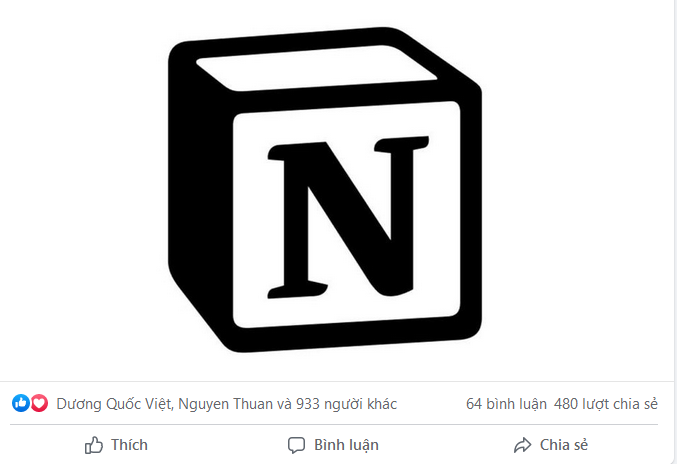 N
Dương Quốc Việt, Nguyen Thuan và 933 người khác
64 bình luận 480 lượt chia sẻ
Thích
Bình luận
Chia sẻ